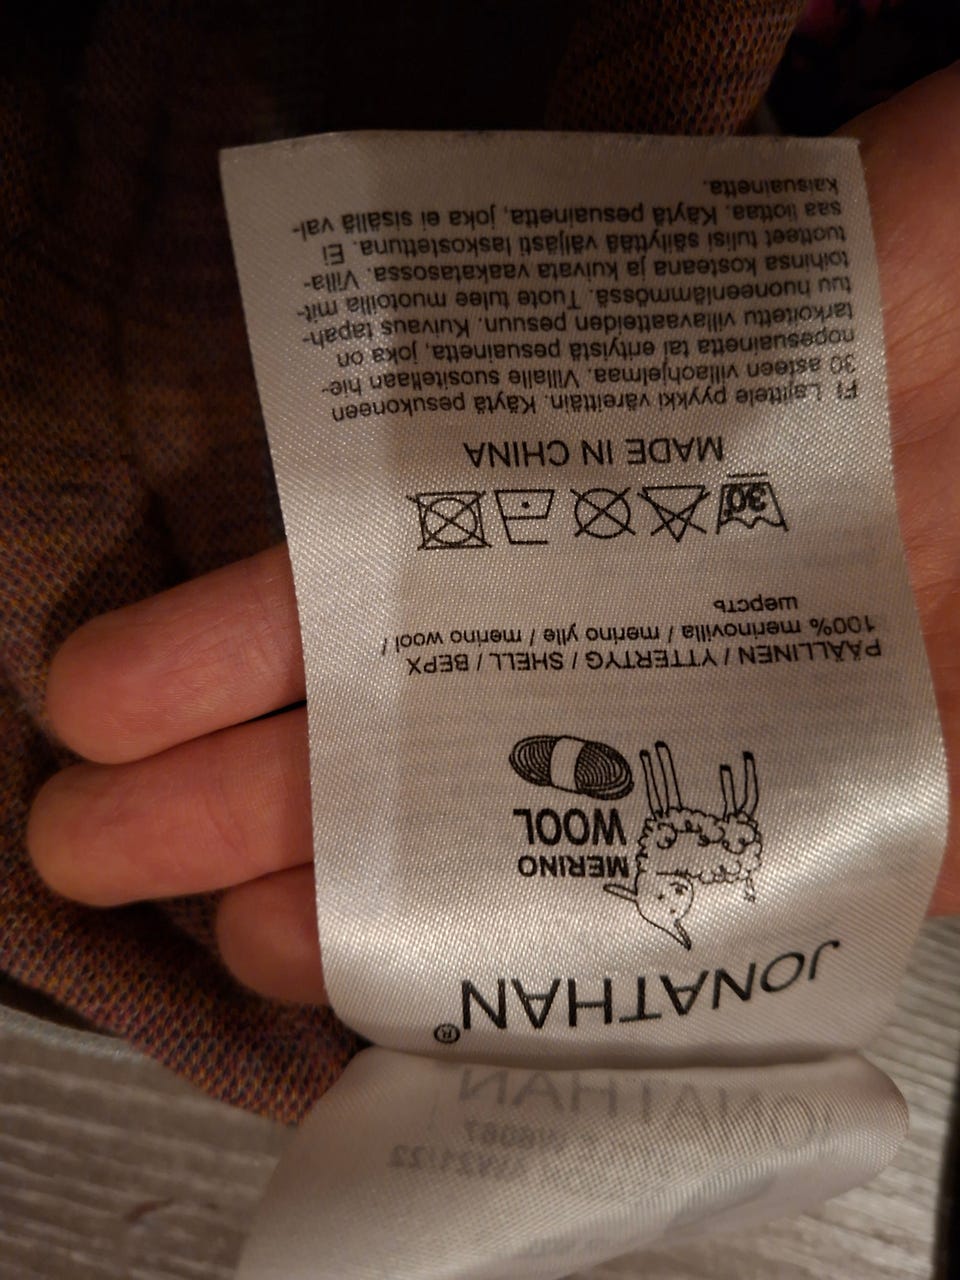 JONATHAN®
MERINO
WOOL
PÄÄLLINEN / YTTERTYG / SHELL / ВЕРХ
100% merinovilla / merino ylle / merino wool /
шерсть
30
MADE IN CHINA
FI Lajittele pyykki väreittäin. Käytä pesukoneen
30 asteen villaohjelmaa. Villalle suositellaan hie-
nopesuainetta tai erityistä pesuainetta, joka on
tarkoitettu villavaatteiden pesuun. Kuivaus tapah-
tuu huoneenlämmössä. Tuote tulee muotoilla mit-
toihinsa kosteana ja kuivata vaakatasossa. Villa-
tuotteet tulisi säilyttää väljästi laskostettuna. Ei
saa liottaa. Käytä pesuainetta, joka ei sisällä val-
kaisuainetta.
JONATHAN